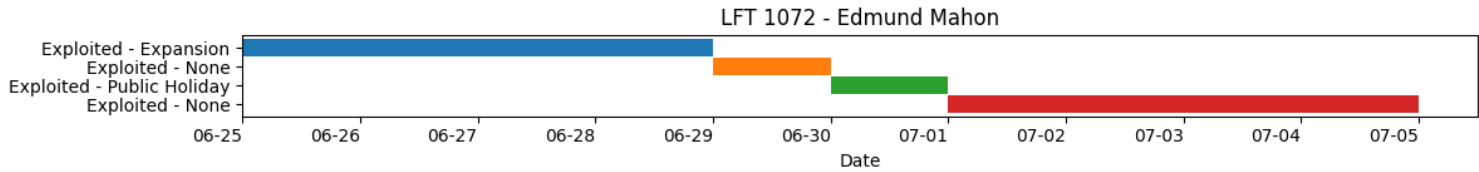 LFT 1072 - Edmund Mahon
Exploited - Expansion
Exploited - None
Exploited - Public Holiday
Exploited - None
06-25 06-26 06-27 06-28 06-29 06-30 07-01 07-02 07-03 07-04 07-05
Date